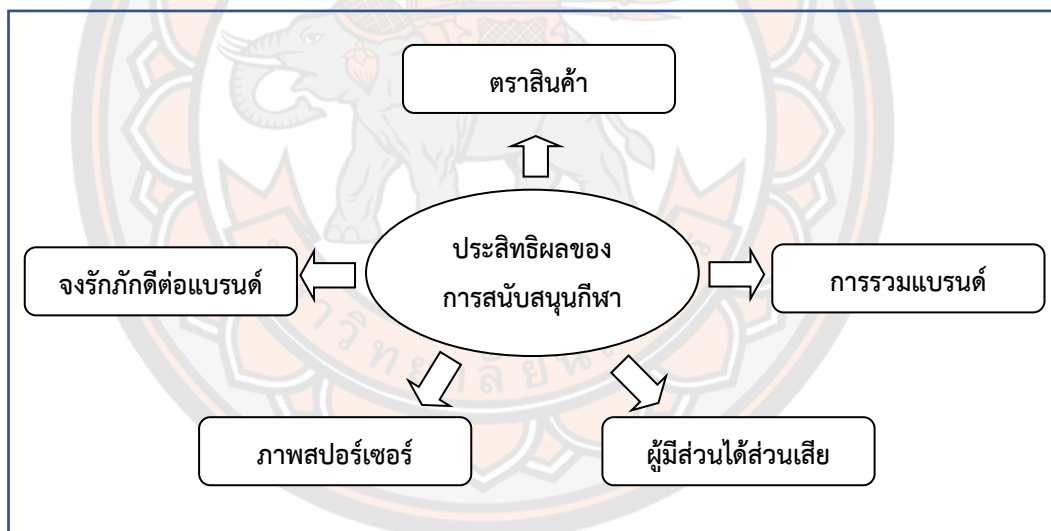 ตราสินค้า
ประสิทธิผลของ
การสนับสนุนกีฬา
จงรักภักดีต่อแบรนด์
การรวมแบรนด์
ภาพสปอร์เซอร์
ผู้มีส่วนได้ส่วนเสีย